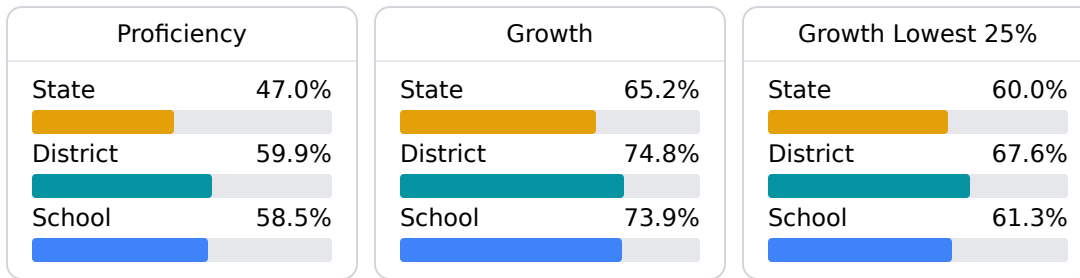 Proficiency
State 47.0%
District 59.9%
School 58.5%
Growth
State 65.2%
District 74.8%
School 73.9%
Growth Lowest 25%
State 60.0%
District 67.6%
School 61.3%